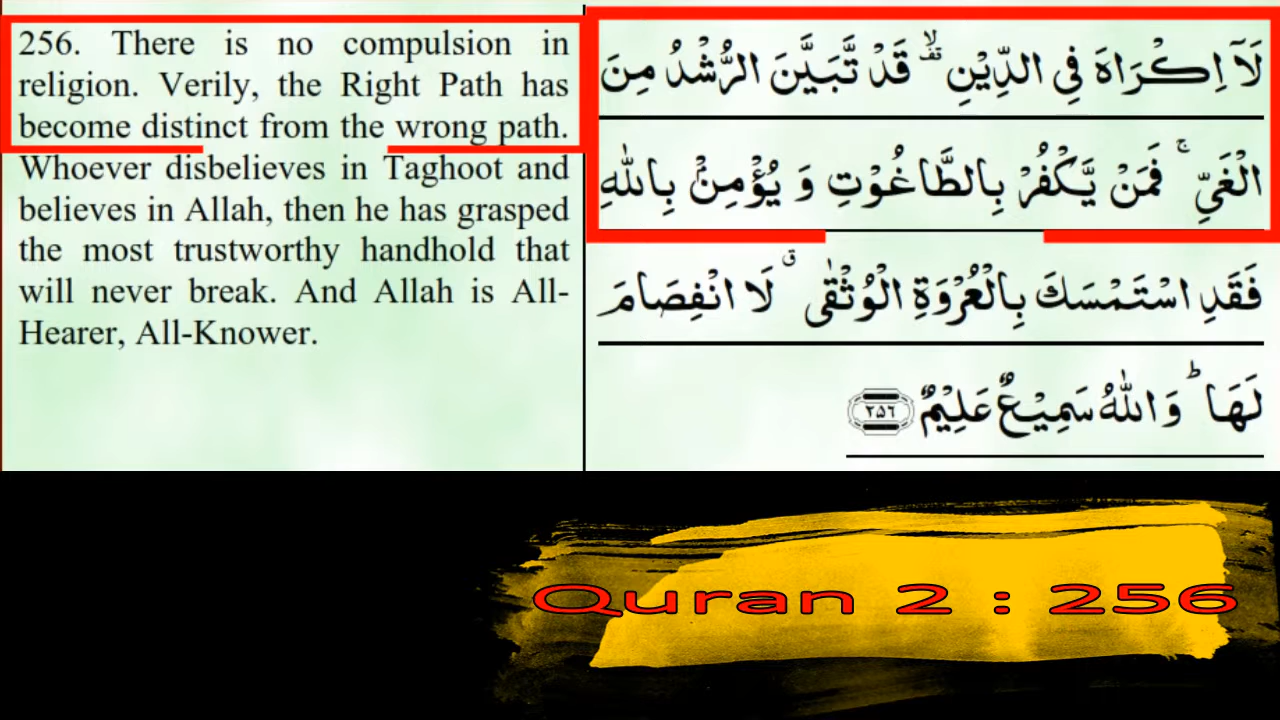 256. There is no compulsion in
religion. Verily, the Right Path has
become distinct from the wrong path.
Whoever disbelieves in Taghoot and
believes in Allah, then he has grasped
the most trustworthy handhold that
will never break. And Allah is All-
Hearer, All-Knower.
لَاۤ اِكْرَاهَ فِی الدِّیْنِ ۙ۫ قَدْ تَّبَیَّنَ الرُّشْدُ مِنَ
الْغَیِّ ۚ فَمَنْ یَّكْفُرْ بِالطَّاغُوْتِ وَ یُؤْمِنْۢ بِاللّٰهِ
فَقَدِ اسْتَمْسَكَ بِالْعُرْوَةِ الْوُثْقٰی ۗ لَا انْفِصَامَ
لَهَا ؕ وَ اللّٰهُ سَمِیْعٌ عَلِیْمٌ ۲۵۶
Quran 2 : 256